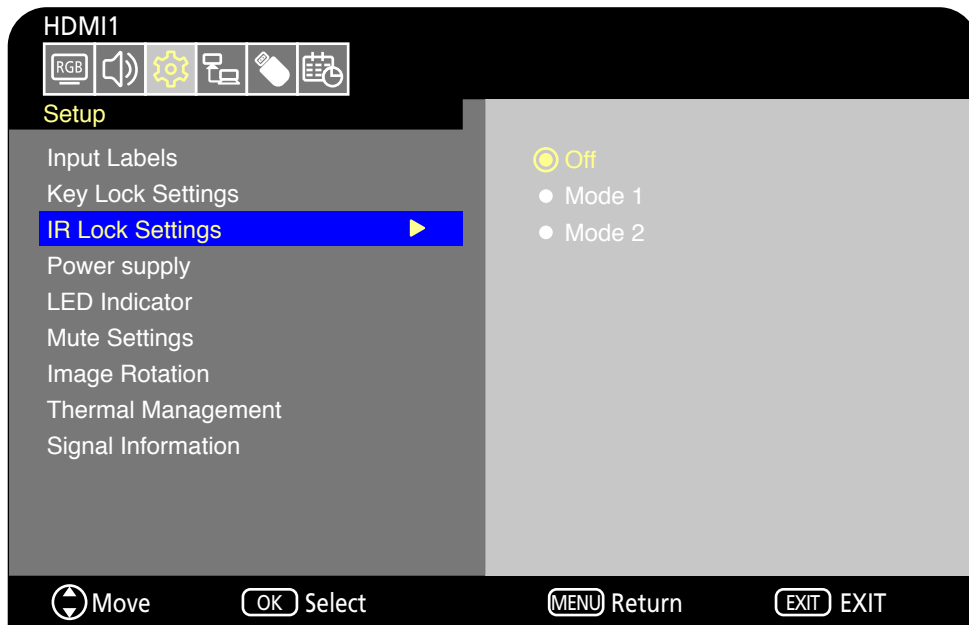 HDMI1
RGB
Setup
Input Labels
Key Lock Settings
IR Lock Settings
Power supply
LED Indicator
Mute Settings
Image Rotation
Thermal Management
Signal Information
Off
Mode 1
Mode 2
Move OK Select MENU Return EXIT EXIT